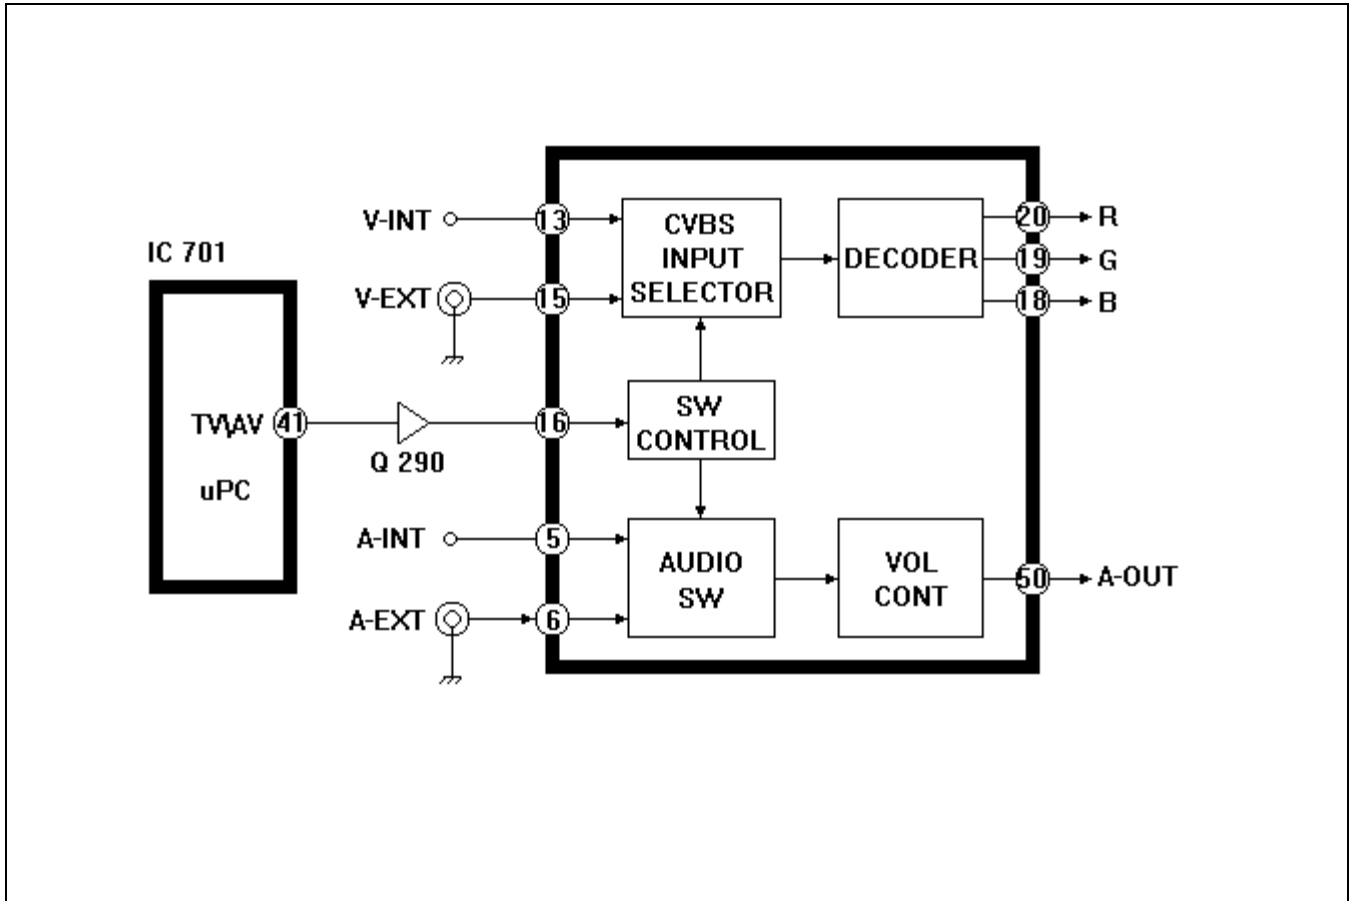 V-INT
13
CVBS
INPUT
SELECTOR
DECODER
20
R
19
G
18
B
IC 701
V-EXT
15
TV\AV
41
uPC
Q 290
16
SW
CONTROL
A-INT
5
AUDIO
SW
VOL
CONT
50
A-OUT
A-EXT
6